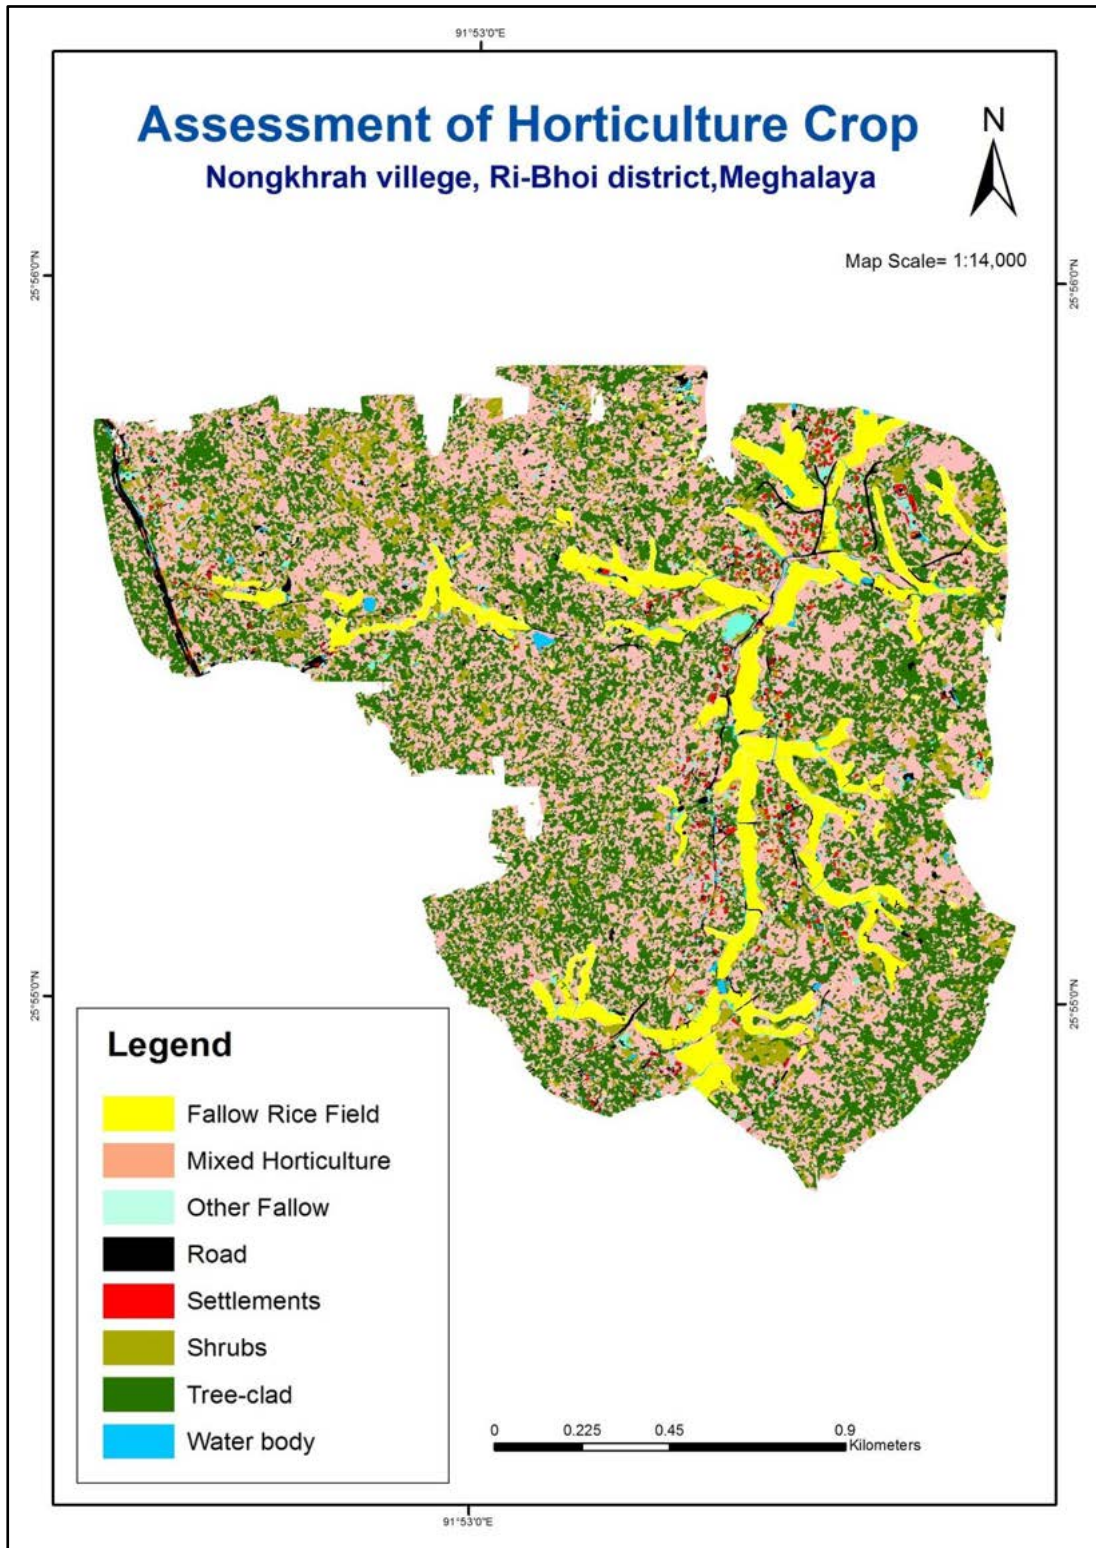 91°53'0"E
Assessment of Horticulture Crop
Nongkhrah villege, Ri-Bhoi district,Meghalaya
N
Map Scale= 1:14,000
25°56'0"N
25°56'0"N
25°55'0"N
25°55'0"N
Legend
Fallow Rice Field
Mixed Horticulture
Other Fallow
Road
Settlements
Shrubs
Tree-clad
Water body
0 0.225 0.45 0.9
Kilometers
91°53'0"E